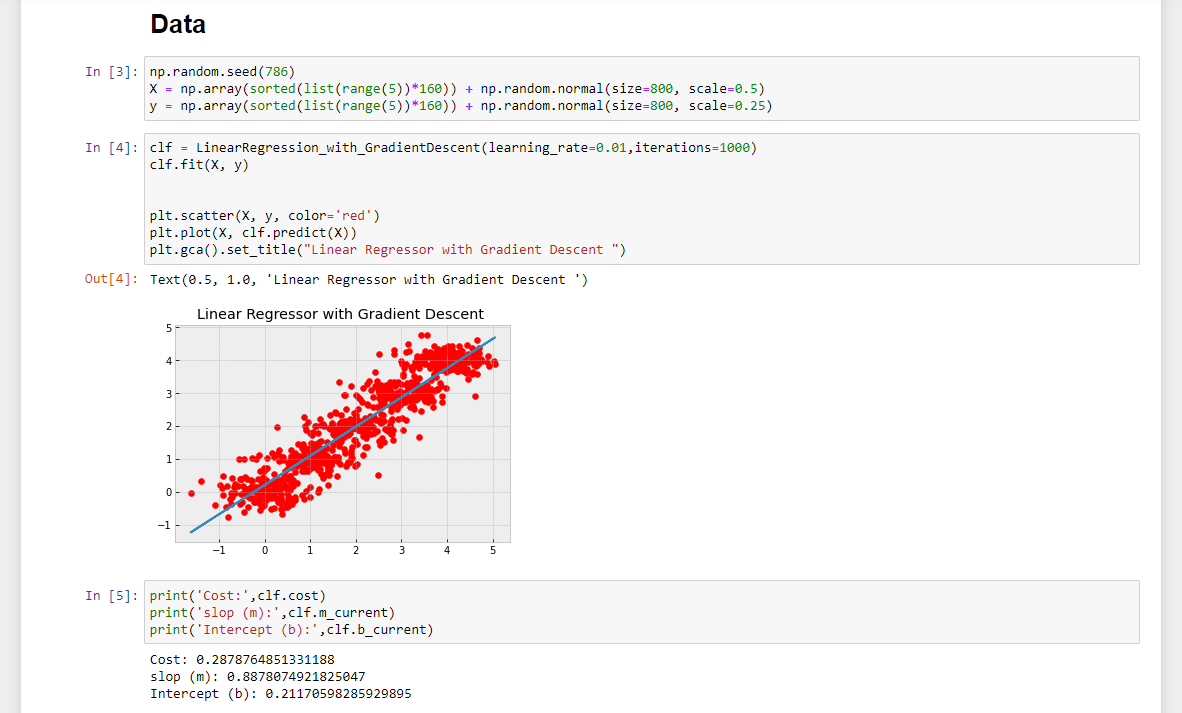 Data
In [3]: np.random.seed(786)
X = np.array(sorted(list(range(5))*160)) + np.random.normal(size=800, scale=0.5)
y = np.array(sorted(list(range(5))*160)) + np.random.normal(size=800, scale=0.25)
In [4]: clf = LinearRegression_with_GradientDescent(learning_rate=0.01,iterations=1000)
clf.fit(X, y)
plt.scatter(X, y, color='red')
plt.plot(X, clf.predict(X))
plt.gca().set_title("Linear Regressor with Gradient Descent ")
Out[4]: Text(0.5, 1.0, 'Linear Regressor with Gradient Descent ')
Linear Regressor with Gradient Descent
5
4
3
2
1
0
−1
−1 0 1 2 3 4 5
In [5]: print('Cost:',clf.cost)
print('slop (m):',clf.m_current)
print('Intercept (b):',clf.b_current)
Cost: 0.2878764851331188
slop (m): 0.8878074921825047
Intercept (b): 0.21170598285929895